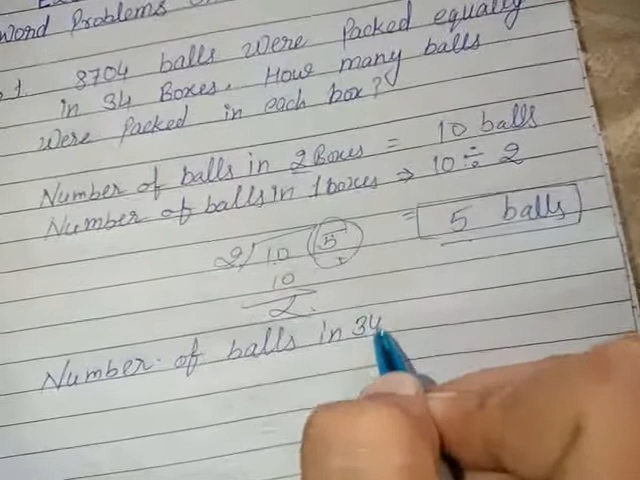 Word Problems
1. 8704 balls were Packed equally
in 34 Boxes. How many balls
were Packed in each box?
Number of balls in 2 Boxes = 10 balls
Number of balls in 1 boxes → 10 ÷ 2
= 5 balls
2/10 (5
10
2.
Number of balls in 34